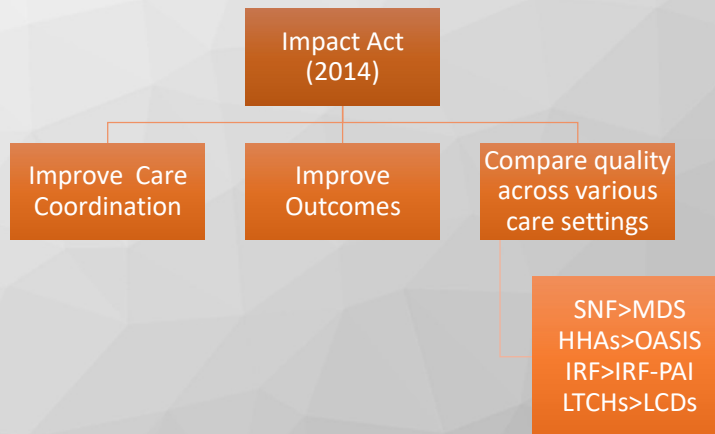 Impact Act
(2014)
Improve Care
Coordination
Improve
Outcomes
Compare quality
across various
care settings
SNF>MDS
HHAs>OASIS
IRF>IRF-PAI
LTCHs>LCDs